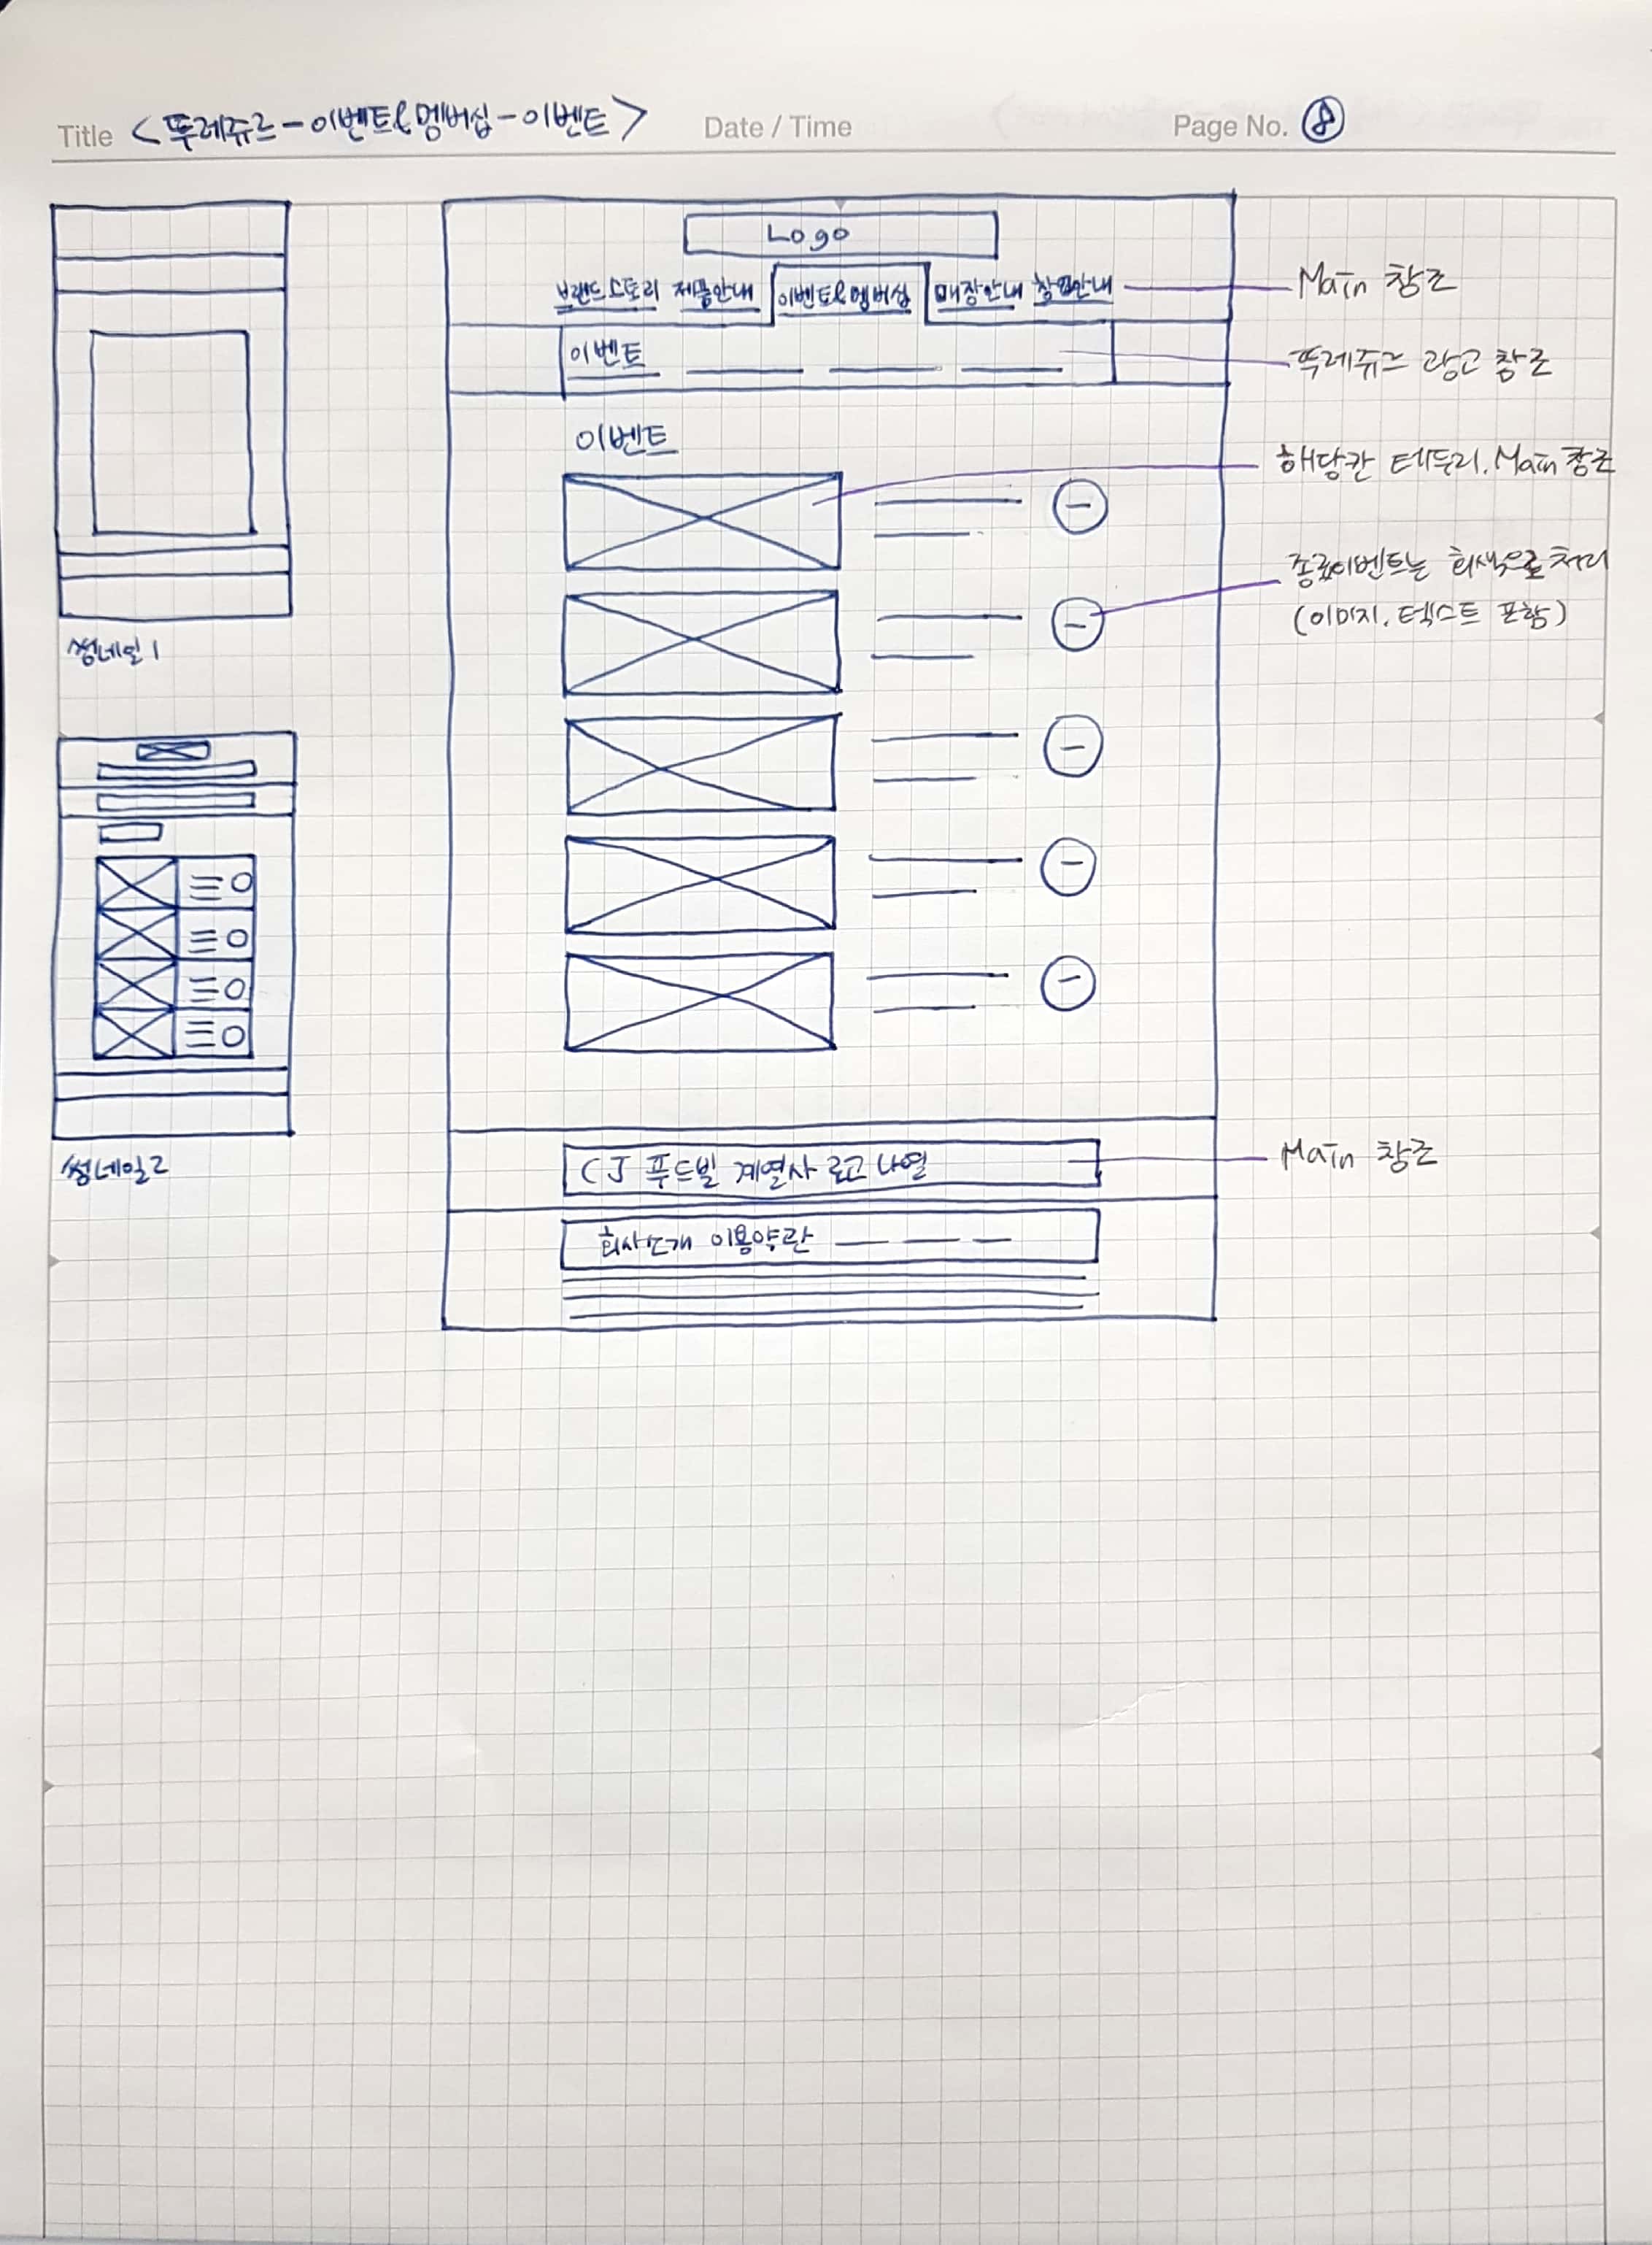 Title <뚜레쥬르-이벤트&멤버십-이벤트> Date / Time Page No. ⑧
Logo
브랜드스토리 제품안내 이벤트&멤버십 매장안내 창업안내
Main 참조
이벤트
뚜레쥬르 광고 참조
이벤트
해당칸 테두리. Main 참조
종료이벤트는 회색으로 처리
(이미지. 텍스트 포함)
썸네일1
썸네일2
CJ 푸드빌 계열사 로고 나열
Main 참조
회사소개 이용약관